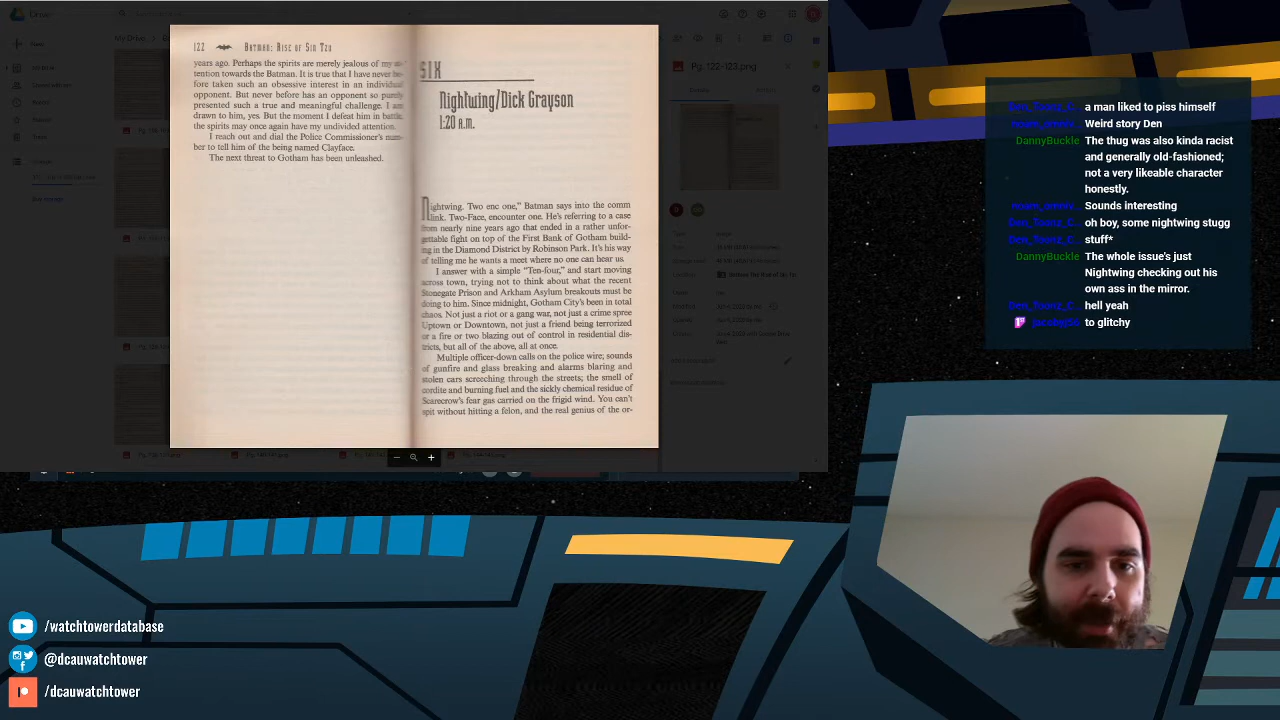 122 Batman: Rise of Sin Tzu
years ago. Perhaps the spirits are merely jealous of my at-
tention towards the Batman. It is true that I have never be-
fore taken such an obsessive interest in an individual
opponent. But never before has an opponent so purely
presented such a true and meaningful challenge. I am
drawn to him, yes. But the moment I defeat him in battle,
the spirits may once again have my undivided attention.
I reach out and dial the Police Commissioner's num-
ber to tell him of the being named Clayface.
The next threat to Gotham has been unleashed.
SIX
Nightwing/Dick Grayson
1:20 a.m.
Nightwing. Two enc one," Batman says into the comm
link. Two-Face, encounter one. He's referring to a case
from nearly nine years ago that ended in a rather unfor-
gettable fight on top of the First Bank of Gotham build-
ing in the Diamond District by Robinson Park. It's his way
of telling me he wants a meet where no one can hear us.
I answer with a simple "Ten-four," and start moving
across town, trying not to think about what the recent
Stonegate Prison and Arkham Asylum breakouts must be
doing to him. Since midnight, Gotham City's been in total
chaos. Not just a riot or a gang war, not just a crime spree
Uptown or Downtown, not just a friend being terrorized
or a fire or two blazing out of control in residential dis-
tricts, but all of the above, all at once.
Multiple officer-down calls on the police wire; sounds
of gunfire and glass breaking and alarms blaring and
stolen cars screeching through the streets; the smell of
cordite and burning fuel and the sickly chemical residue of
Scarecrow's fear gas carried on the frigid wind. You can't
spit without hitting a felon, and the real genius of the or-
Drive
Pg. 122-123.png
Den_Toonz_C... a man liked to piss himself
Weird story Den
DannyBuckle The thug was also kinda racist
and generally old-fashioned;
not a very likeable character
honestly.
Sounds interesting
Den_Toonz_C... oh boy, some nightwing stugg
Den_Toonz_C... stuff*
DannyBuckle The whole issue's just
Nightwing checking out his
own ass in the mirror.
Den_Toonz_C... hell yeah
to glitchy
/watchtowerdatabase
@dcauwatchtower
/dcauwatchtower